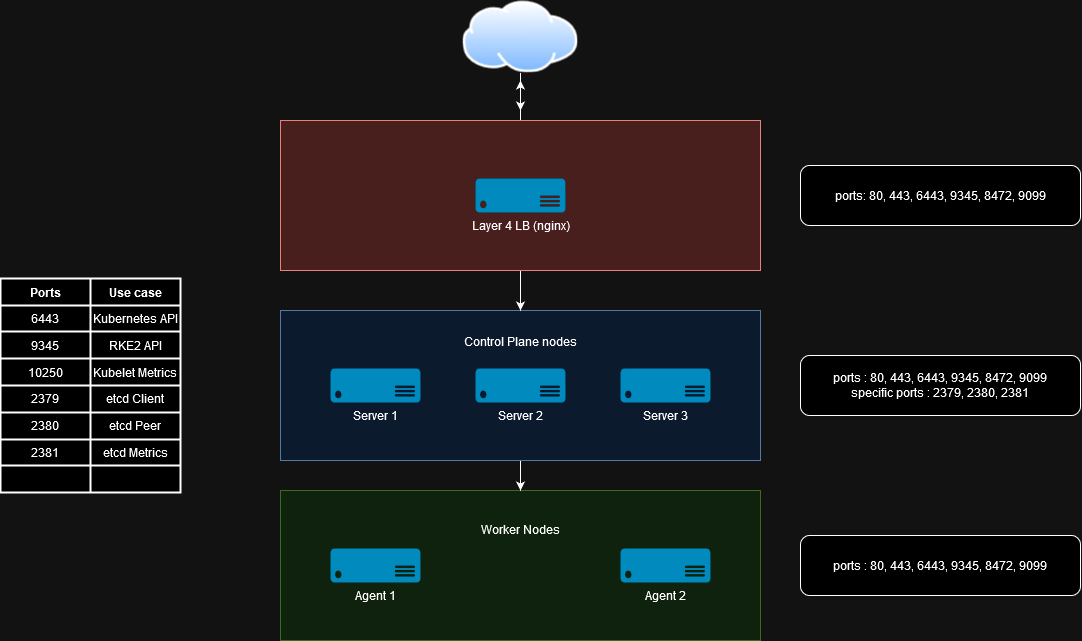 Layer 4 LB (nginx)
ports: 80, 443, 6443, 9345, 8472, 9099
Ports Use case
6443 Kubernetes API
9345 RKE2 API
10250 Kubelet Metrics
2379 etcd Client
2380 etcd Peer
2381 etcd Metrics
Control Plane nodes
Server 1 Server 2 Server 3
ports : 80, 443, 6443, 9345, 8472, 9099
specific ports : 2379, 2380, 2381
Worker Nodes
Agent 1 Agent 2
ports : 80, 443, 6443, 9345, 8472, 9099